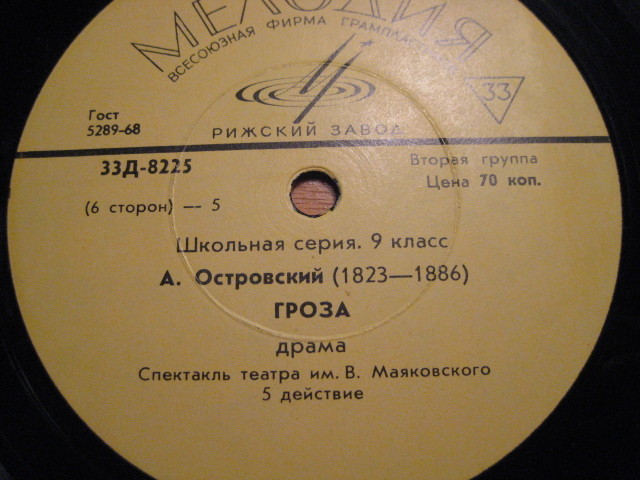 МЕЛОДИЯ
ВСЕСОЮЗНАЯ ФИРМА ГРАМПЛАСТИНОК
33
Гост
5289-68
РИЖСКИЙ ЗАВОД
33Д-8225
Вторая группа
Цена 70 коп.
(6 сторон) — 5
Школьная серия. 9 класс
А. Островский (1823—1886)
ГРОЗА
драма
Спектакль театра им. В. Маяковского
5 действие